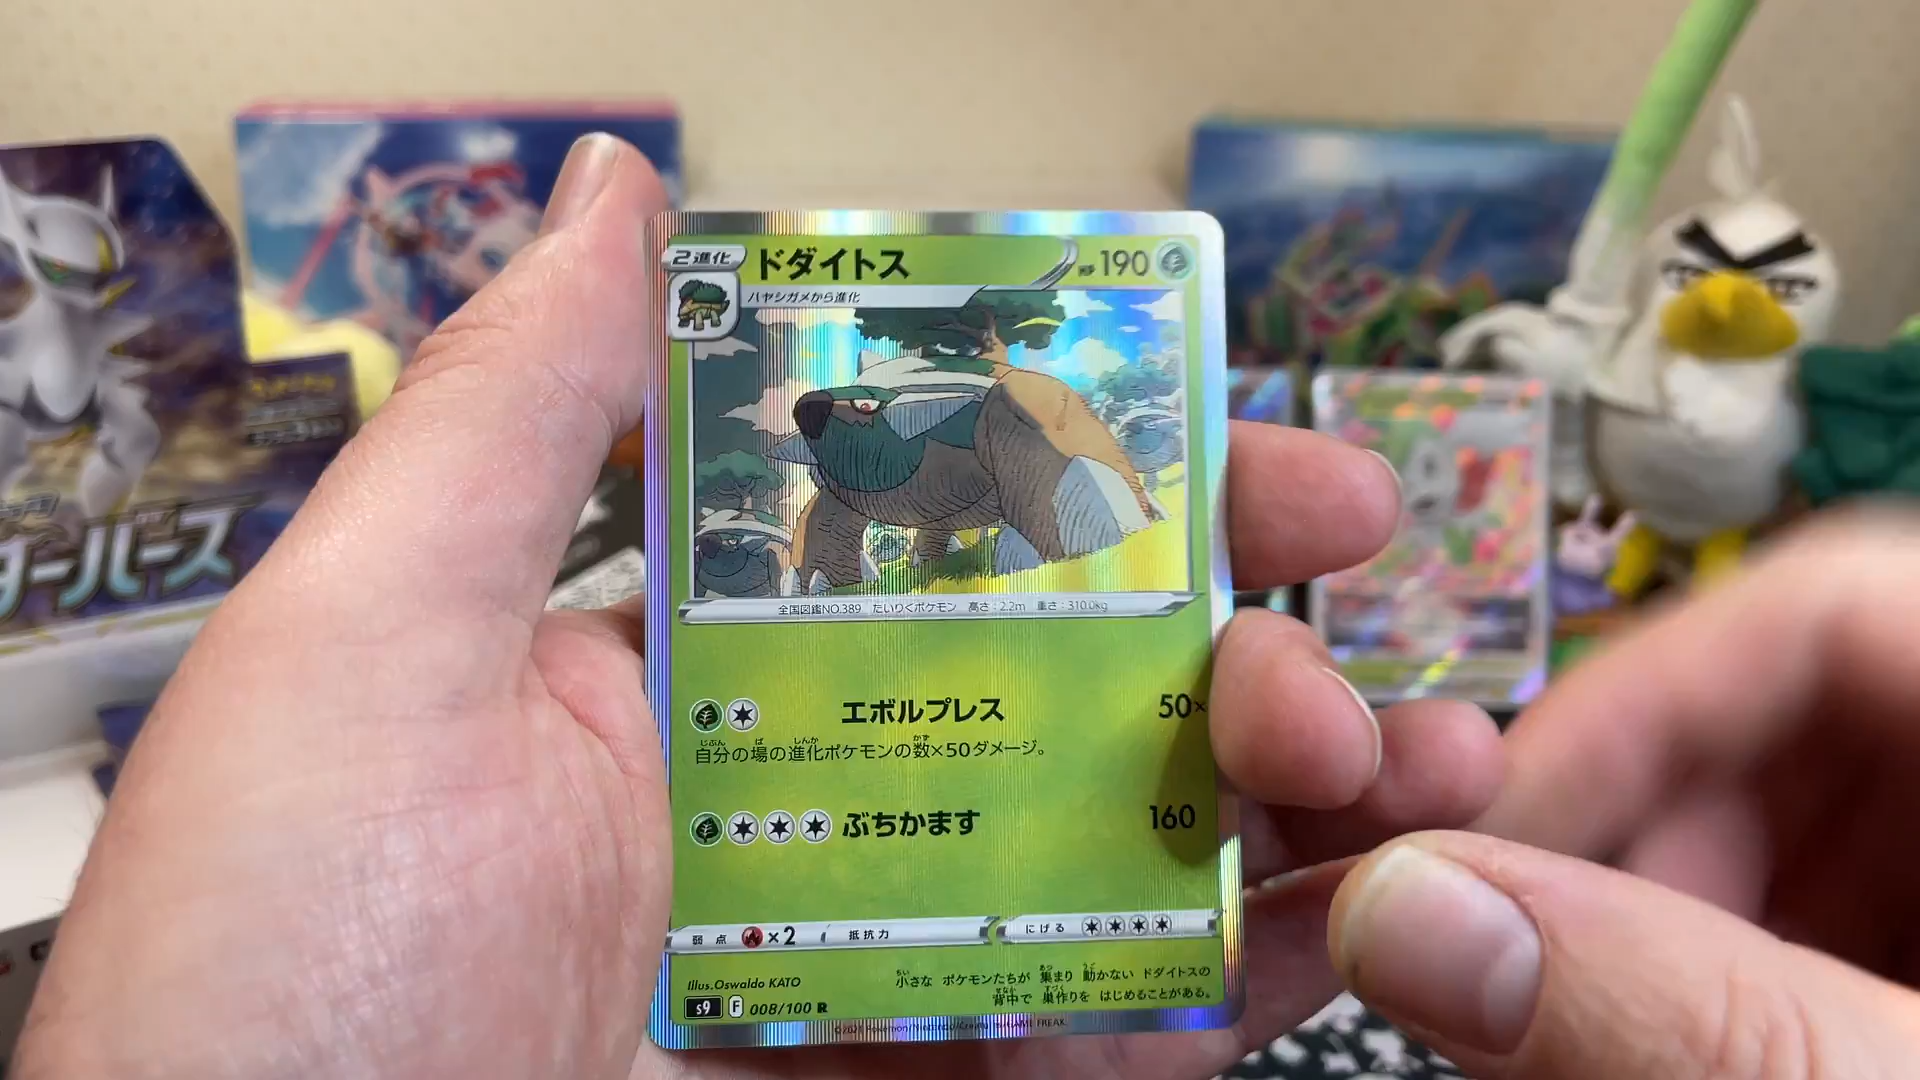 2進化 ドダイトス HP190
ハヤシガメから進化
全国図鑑NO.389 たいりくポケモン 高さ:2.2m 重さ:310.0kg
エボルプレス 50×
自分の場の進化ポケモンの数×50ダメージ。
ぶちかます 160
弱点 ×2 抵抗力 にげる
Illus.Oswaldo KATO
小さな ポケモンたちが 集まり 動かない ドダイトスの
背中で 巣作りを はじめることがある。
s9 F 008/100 R
ターバース